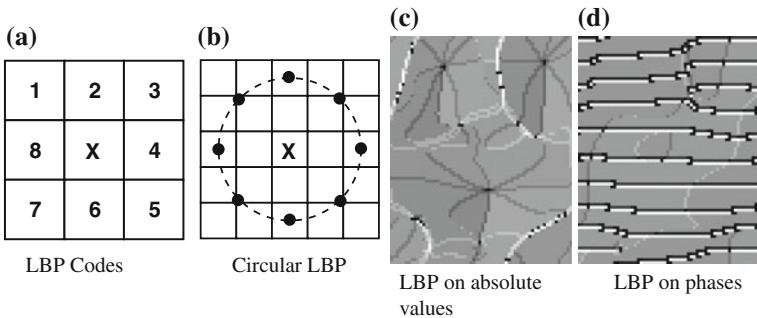 (a)
1 2 3
8 X 4
7 6 5
LBP Codes
(b)
X
Circular LBP
(c)
LBP on absolute
values
(d)
LBP on phases